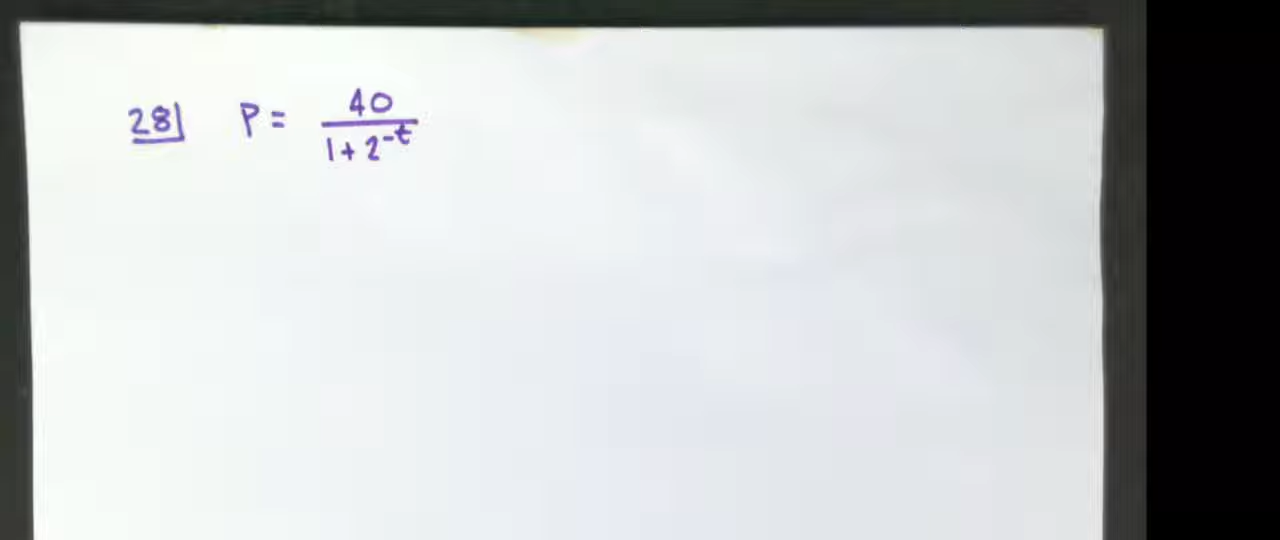 28| P = 40/(1+2^-t)